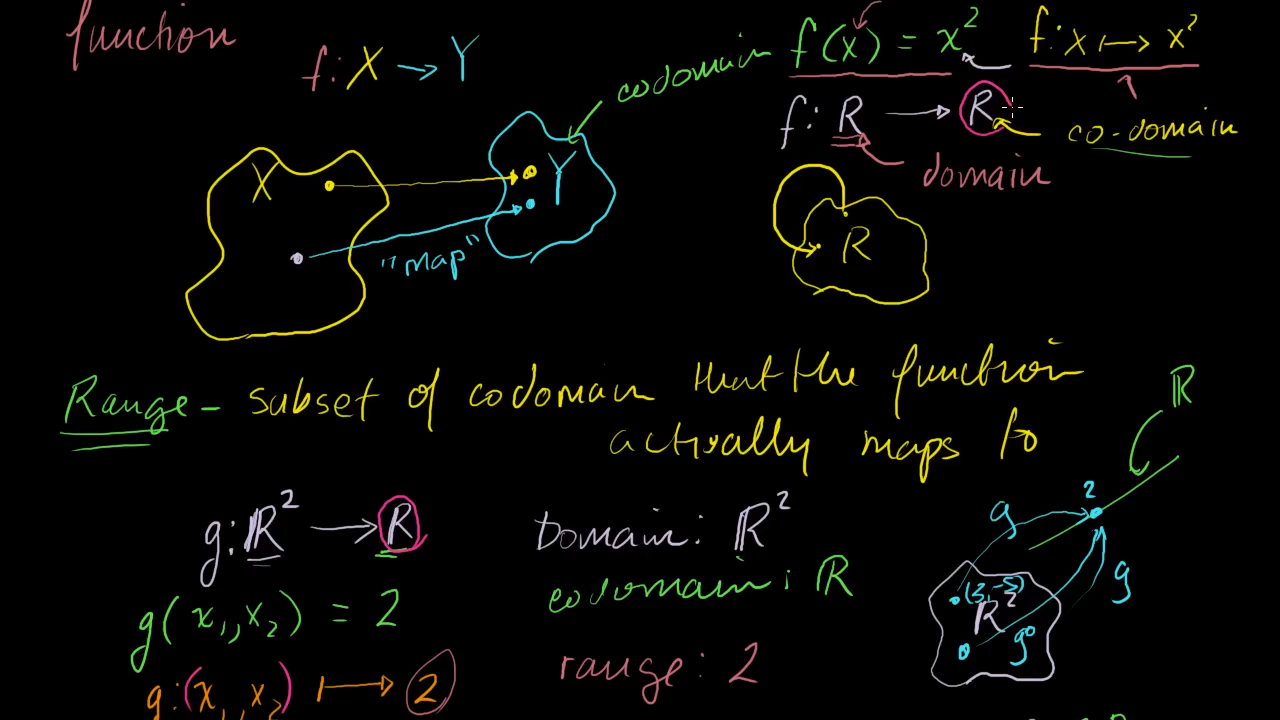 function
f: X → Y
codomain
f(x) = x²
f: x ↦ x²
f: R → R
co-domain
domain
X
Y
"map"
R
Range - subset of codomain that the function
actually maps to
ℝ
g: ℝ² → R
Domain: ℝ²
g
2
g(x₁, x₂) = 2
codomain: ℝ
ℝ²
g
g: (x₁, x₂) ↦ 2
range: 2